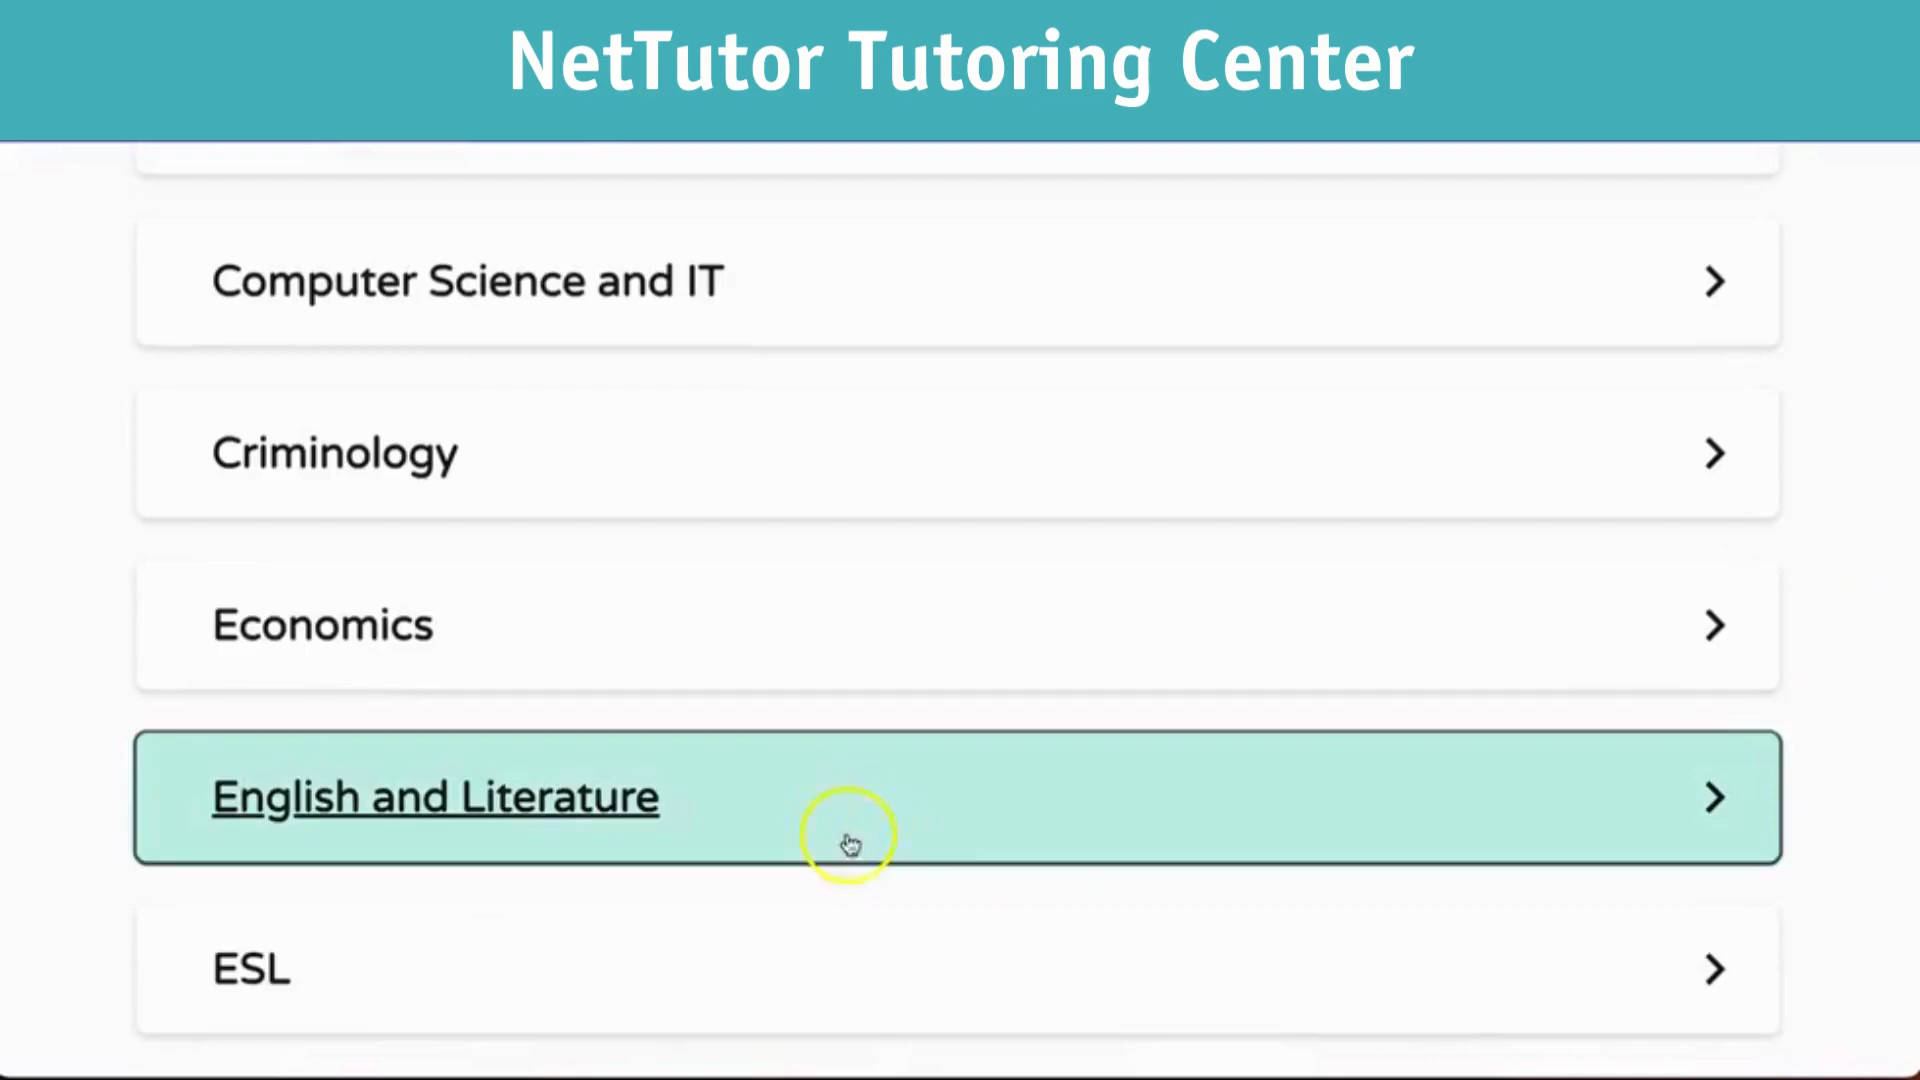 NetTutor Tutoring Center
Computer Science and IT
Criminology
Economics
English and Literature
ESL